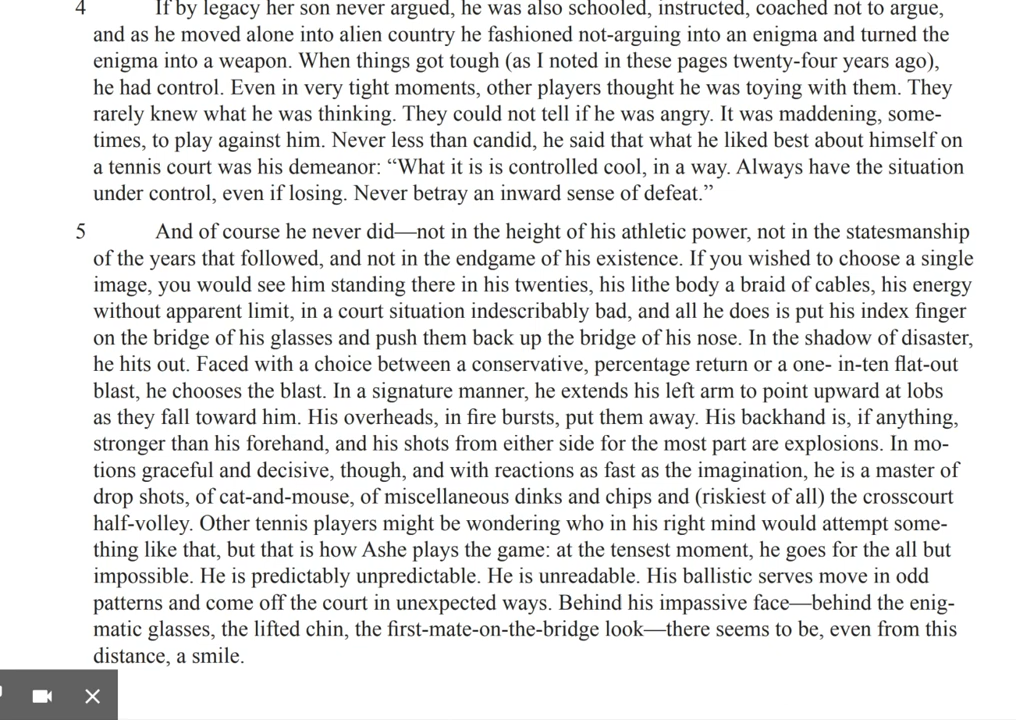 4 If by legacy her son never argued, he was also schooled, instructed, coached not to argue,
and as he moved alone into alien country he fashioned not-arguing into an enigma and turned the
enigma into a weapon. When things got tough (as I noted in these pages twenty-four years ago),
he had control. Even in very tight moments, other players thought he was toying with them. They
rarely knew what he was thinking. They could not tell if he was angry. It was maddening, some-
times, to play against him. Never less than candid, he said that what he liked best about himself on
a tennis court was his demeanor: “What it is is controlled cool, in a way. Always have the situation
under control, even if losing. Never betray an inward sense of defeat.”
5 And of course he never did—not in the height of his athletic power, not in the statesmanship
of the years that followed, and not in the endgame of his existence. If you wished to choose a single
image, you would see him standing there in his twenties, his lithe body a braid of cables, his energy
without apparent limit, in a court situation indescribably bad, and all he does is put his index finger
on the bridge of his glasses and push them back up the bridge of his nose. In the shadow of disaster,
he hits out. Faced with a choice between a conservative, percentage return or a one- in-ten flat-out
blast, he chooses the blast. In a signature manner, he extends his left arm to point upward at lobs
as they fall toward him. His overheads, in fire bursts, put them away. His backhand is, if anything,
stronger than his forehand, and his shots from either side for the most part are explosions. In mo-
tions graceful and decisive, though, and with reactions as fast as the imagination, he is a master of
drop shots, of cat-and-mouse, of miscellaneous dinks and chips and (riskiest of all) the crosscourt
half-volley. Other tennis players might be wondering who in his right mind would attempt some-
thing like that, but that is how Ashe plays the game: at the tensest moment, he goes for the all but
impossible. He is predictably unpredictable. He is unreadable. His ballistic serves move in odd
patterns and come off the court in unexpected ways. Behind his impassive face—behind the enig-
matic glasses, the lifted chin, the first-mate-on-the-bridge look—there seems to be, even from this
distance, a smile.